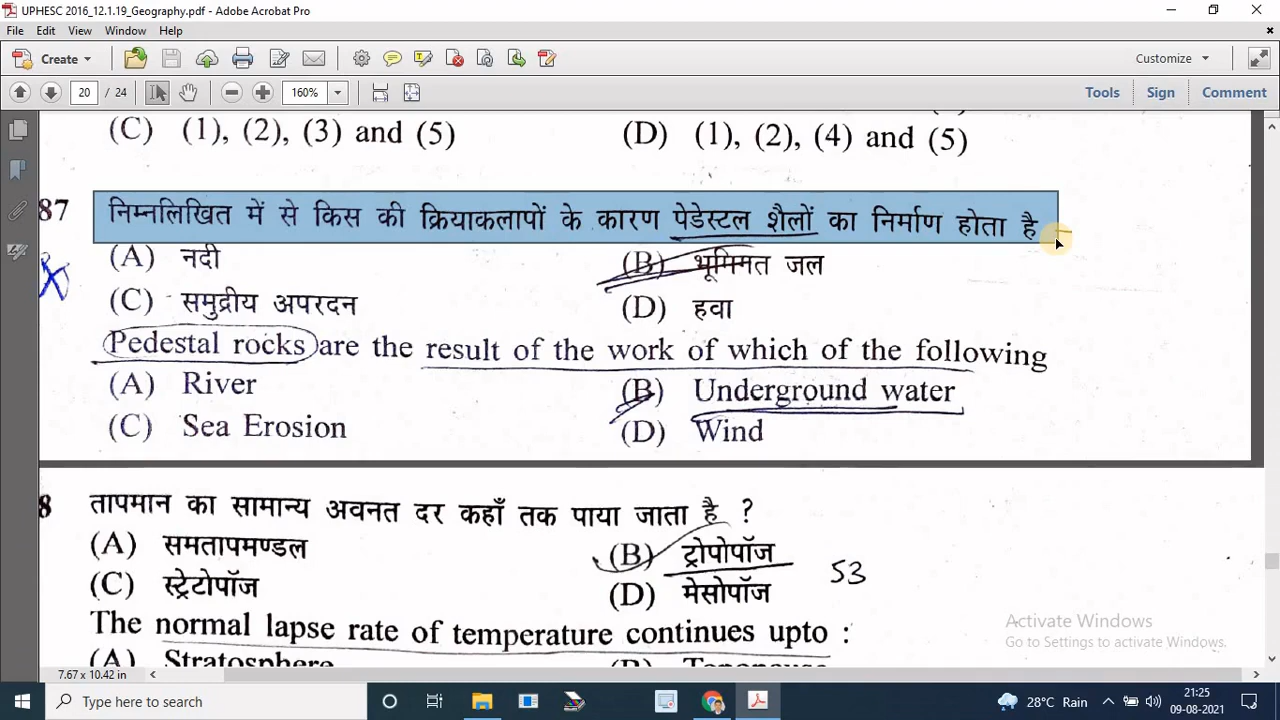 UPHESC 2016_12.1.19_Geography.pdf - Adobe Acrobat Pro
File Edit View Window Help
Create Customize
20 / 24 160% Tools Sign Comment
(C) (1), (2), (3) and (5) (D) (1), (2), (4) and (5)
87 निम्नलिखित में से किस की क्रियाकलापों के कारण पेडेस्टल शैलों का निर्माण होता है
(A) नदी (B) भूमिमत जल
(C) समुद्रीय अपरदन (D) हवा
Pedestal rocks are the result of the work of which of the following
(A) River (B) Underground water
(C) Sea Erosion (D) Wind
8 तापमान का सामान्य अवनत दर कहाँ तक पाया जाता है ?
(A) समतापमण्डल (B) ट्रोपोपॉज 53
(C) स्ट्रेटोपॉज (D) मेसोपॉज
The normal lapse rate of temperature continues upto :
(A) Stratosphere (B) Tropopause
Activate Windows
Go to Settings to activate Windows.
7.67 x 10.42 in
Type here to search 28°C Rain 21:25
09-08-2021